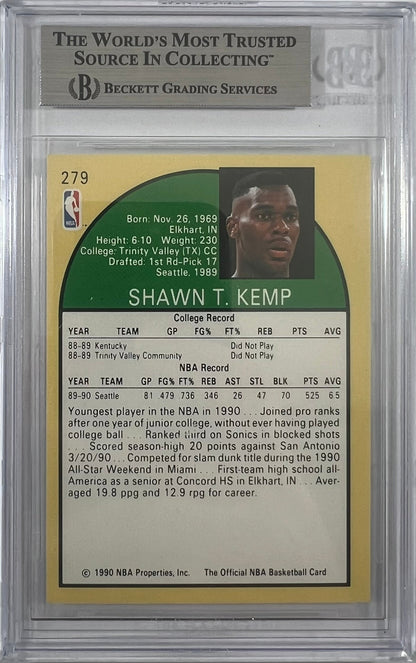 THE WORLD'S MOST TRUSTED
SOURCE IN COLLECTING™
BECKETT GRADING SERVICES
279
NBA
Born: Nov. 26, 1969
Elkhart, IN
Height: 6-10 Weight: 230
College: Trinity Valley (TX) CC
Drafted: 1st Rd-Pick 17
Seattle, 1989
SHAWN T. KEMP
College Record
YEAR TEAM GP FG% FT% REB PTS AVG
88-89 Kentucky Did Not Play
88-89 Trinity Valley Community Did Not Play
NBA Record
YEAR TEAM GP FG% FT% REB AST STL BLK PTS AVG
89-90 Seattle 81 .479 .736 346 26 47 70 525 6.5
Youngest player in the NBA in 1990 . . . Joined pro ranks
after one year of junior college, without ever having played
college ball . . . Ranked third on Sonics in blocked shots
. . . Scored season-high 20 points against San Antonio
3/20/90 . . . Competed for slam dunk title during the 1990
All-Star Weekend in Miami . . . First-team high school all-
America as a senior at Concord HS in Elkhart, IN . . . Aver-
aged 19.8 ppg and 12.9 rpg for career.
© 1990 NBA Properties, Inc. The Official NBA Basketball Card